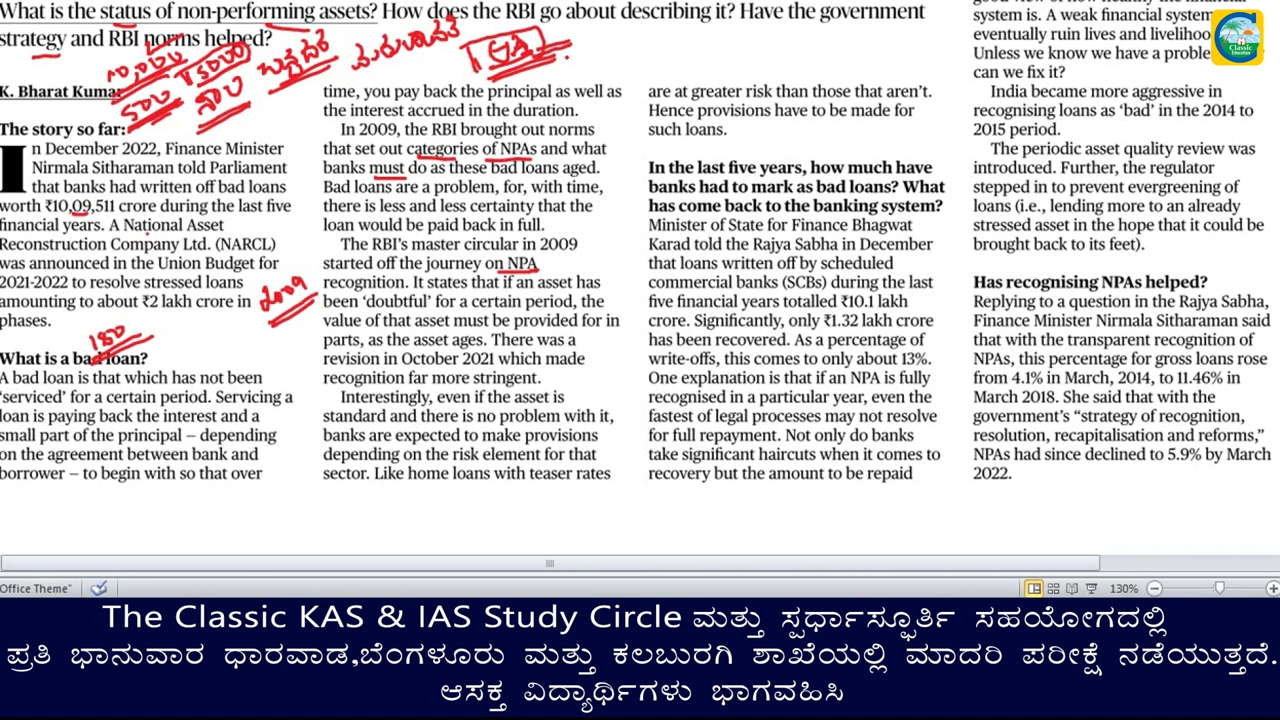 What is the status of non-performing assets? How does the RBI go about describing it? Have the government
strategy and RBI norms helped?
10,000
15000
500
ಸಾಲ
GA
K. Bharat Kumar
The story so far:
In December 2022, Finance Minister
Nirmala Sitharaman told Parliament
that banks had written off bad loans
worth ₹10,09,511 crore during the last five
financial years. A National Asset
Reconstruction Company Ltd. (NARCL)
was announced in the Union Budget for
2021-2022 to resolve stressed loans
amounting to about ₹2 lakh crore in
phases.
2009
180
What is a bad loan?
A bad loan is that which has not been
‘serviced’ for a certain period. Servicing a
loan is paying back the interest and a
small part of the principal – depending
on the agreement between bank and
borrower – to begin with so that over
time, you pay back the principal as well as
the interest accrued in the duration.
In 2009, the RBI brought out norms
that set out categories of NPAs and what
banks must do as these bad loans aged.
Bad loans are a problem, for, with time,
there is less and less certainty that the
loan would be paid back in full.
The RBI’s master circular in 2009
started off the journey on NPA
recognition. It states that if an asset has
been ‘doubtful’ for a certain period, the
value of that asset must be provided for in
parts, as the asset ages. There was a
revision in October 2021 which made
recognition far more stringent.
Interestingly, even if the asset is
standard and there is no problem with it,
banks are expected to make provisions
depending on the risk element for that
sector. Like home loans with teaser rates
are at greater risk than those that aren’t.
Hence provisions have to be made for
such loans.
In the last five years, how much have
banks had to mark as bad loans? What
has come back to the banking system?
Minister of State for Finance Bhagwat
Karad told the Rajya Sabha in December
that loans written off by scheduled
commercial banks (SCBs) during the last
five financial years totalled ₹10.1 lakh
crore. Significantly, only ₹1.32 lakh crore
has been recovered. As a percentage of
write-offs, this comes to only about 13%.
One explanation is that if an NPA is fully
recognised in a particular year, even the
fastest of legal processes may not resolve
for full repayment. Not only do banks
take significant haircuts when it comes to
recovery but the amount to be repaid
system is. A weak financial system
eventually ruin lives and livelihoo
Unless we know we have a proble
can we fix it?
India became more aggressive in
recognising loans as ‘bad’ in the 2014 to
2015 period.
The periodic asset quality review was
introduced. Further, the regulator
stepped in to prevent evergreening of
loans (i.e., lending more to an already
stressed asset in the hope that it could be
brought back to its feet).
Has recognising NPAs helped?
Replying to a question in the Rajya Sabha,
Finance Minister Nirmala Sitharaman said
that with the transparent recognition of
NPAs, this percentage for gross loans rose
from 4.1% in March, 2014, to 11.46% in
March 2018. She said that with the
government’s “strategy of recognition,
resolution, recapitalisation and reforms,”
NPAs had since declined to 5.9% by March
2022.
Classic
Education
Office Theme"
130%
The Classic KAS & IAS Study Circle ಮತ್ತು ಸ್ಪರ್ಧಾಸ್ಫೂರ್ತಿ ಸಹಯೋಗದಲ್ಲಿ
ಪ್ರತಿ ಭಾನುವಾರ ಧಾರವಾಡ,ಬೆಂಗಳೂರು ಮತ್ತು ಕಲಬುರಗಿ ಶಾಖೆಯಲ್ಲಿ ಮಾದರಿ ಪರೀಕ್ಷೆ ನಡೆಯುತ್ತದೆ.
ಆಸಕ್ತ ವಿದ್ಯಾರ್ಥಿಗಳು ಭಾಗವಹಿಸಿ